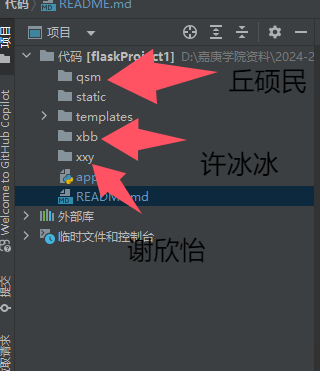 代码 〉 README.md
项目
项目
代码 [flaskProject1] D:\嘉庚学院资料\2024-2
qsm
丘硕民
static
templates
xbb
许冰冰
xxy
app
README.md
外部库
谢欣怡
临时文件和控制台
Welcome to GitHub Copilot
提交
拉取请求